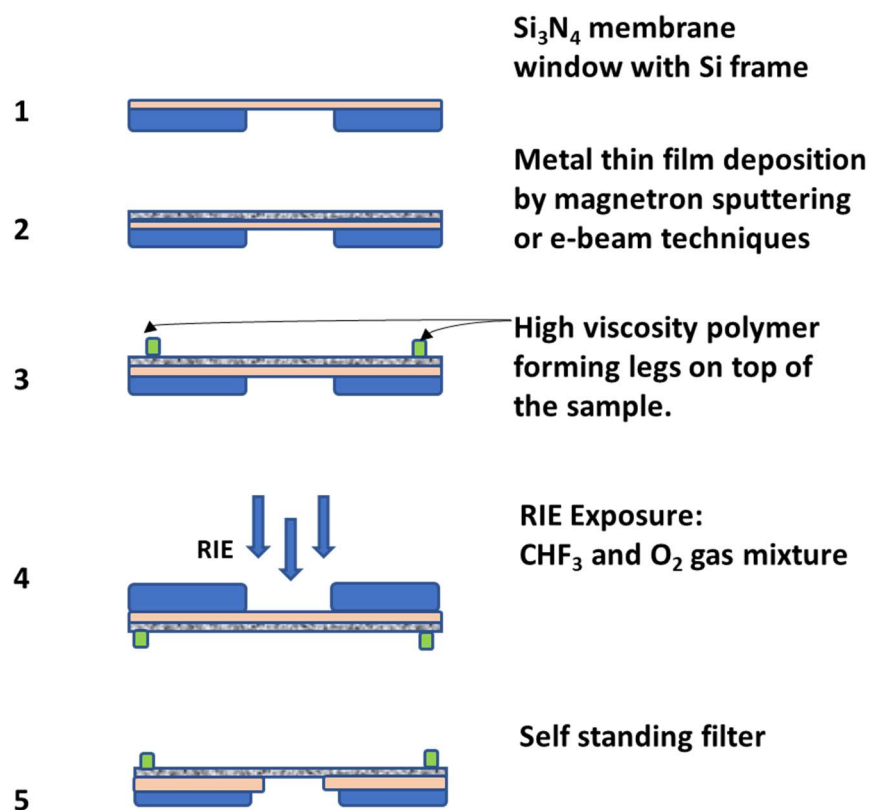 Si₃N₄ membrane
window with Si frame
1
Metal thin film deposition
by magnetron sputtering
or e-beam techniques
2
High viscosity polymer
forming legs on top of
the sample.
3
RIE Exposure:
CHF₃ and O₂ gas mixture
RIE
4
Self standing filter
5